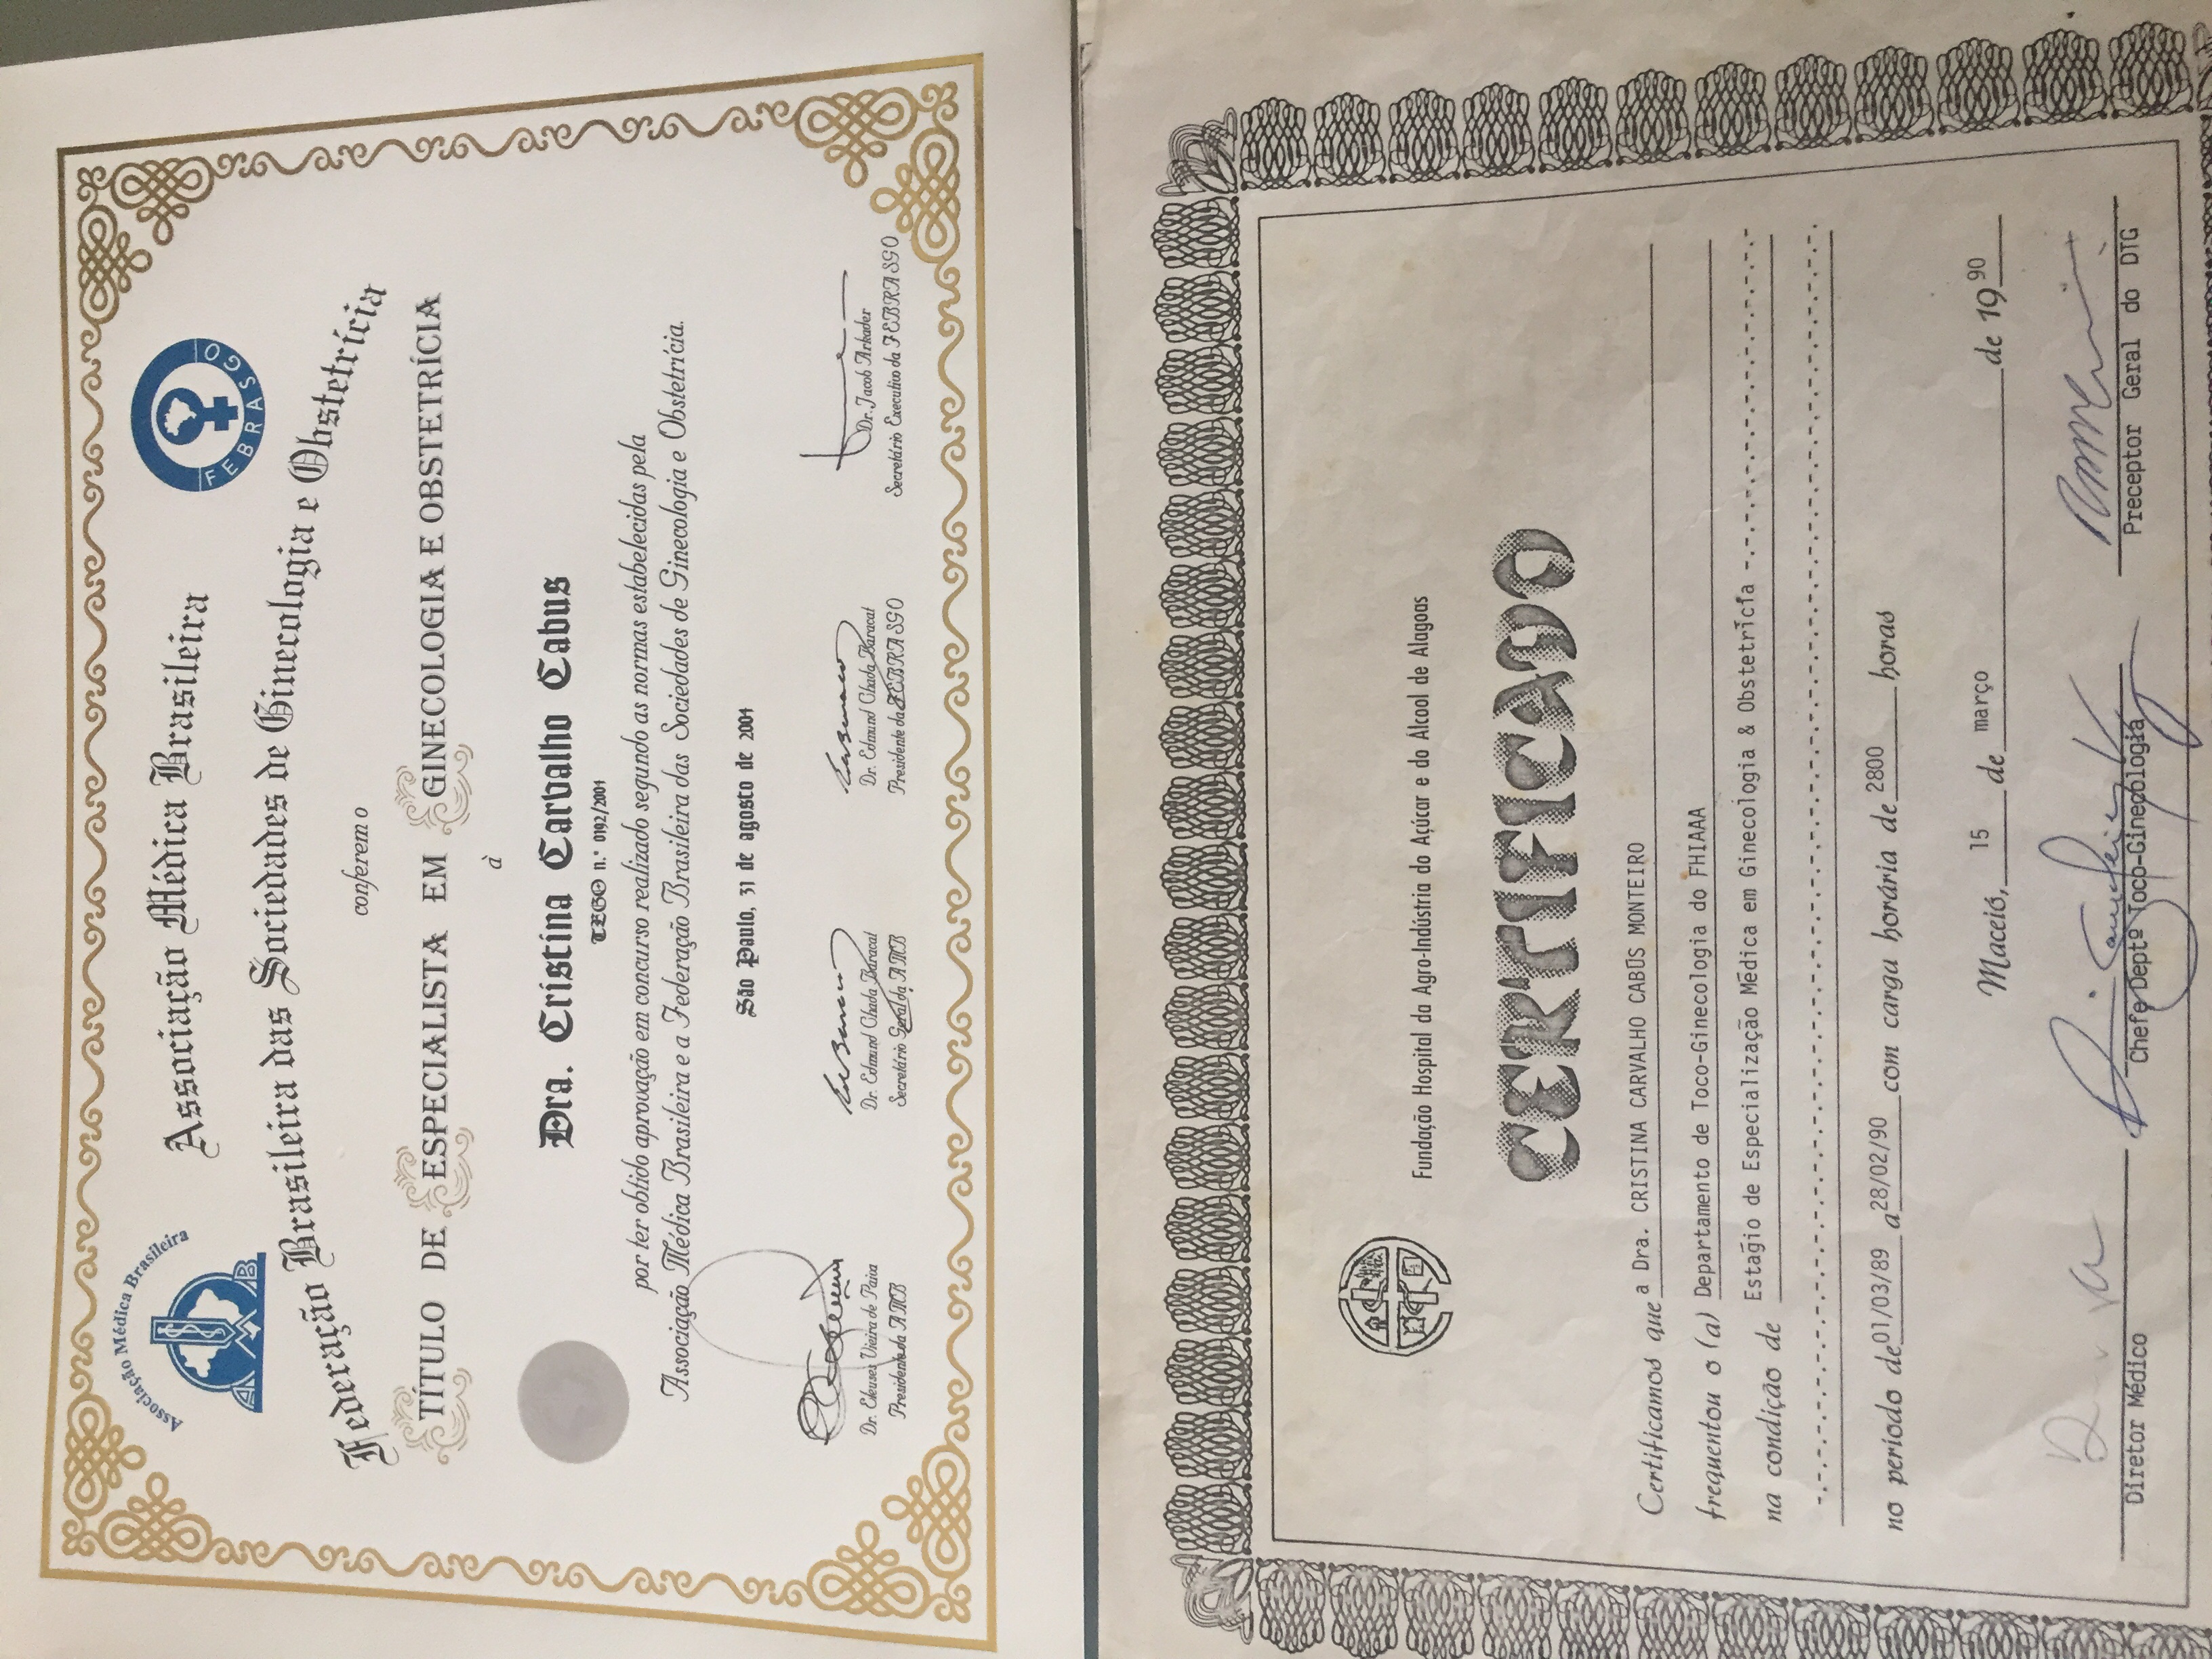 Associação Médica Brasileira
AMB
FEBRASGO
Associação Médica Brasileira
Federação Brasileira das Sociedades de Ginecologia e Obstetrícia
conferem o
TÍTULO DE ESPECIALISTA EM GINECOLOGIA E OBSTETRÍCIA
à
Dra. Cristina Carvalho Cabus
TEGO n.º 0192/2001
por ter obtido aprovação em concurso realizado segundo as normas estabelecidas pela
Associação Médica Brasileira e a Federação Brasileira das Sociedades de Ginecologia e Obstetrícia.
São Paulo, 31 de agosto de 2001
Dr. Eleuses Vieira de Paiva
Presidente da AMB
Dr. Edmund Chada Baracat
Secretário Geral da AMB
Dr. Edmund Chada Baracat
Presidente da FEBRASGO
Dr. Jacob Arkader
Secretário Executivo da FEBRASGO
Fundação Hospital da Agro-Indústria do Açúcar e do Álcool de Alagoas
CERTIFICADO
Certificamos que a Dra. CRISTINA CARVALHO CABÚS MONTEIRO
frequentou o (a) Departamento de Toco-Ginecologia do FHIAAA
na condição de Estagio de Especialização Médica em Ginecologia & Obstetrícia -.-.-.-.-.-.-.-.-.-.-
no período de 01/03/89 a 28/02/90 com carga horária de 2800 horas
Maceió, 15 de março de 19 90
Diretor Médico
Chefe Deptº Toco-Ginecologia
Preceptor Geral do DTG